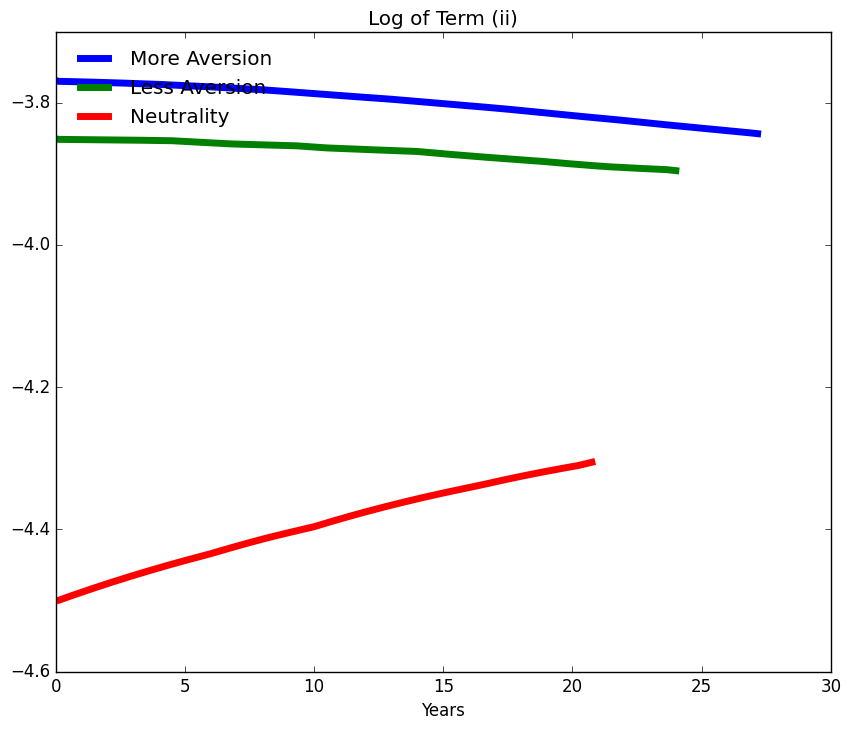 Log of Term (ii)
More Aversion
Less Aversion
Neutrality
−3.8
−4.0
−4.2
−4.4
−4.6
0 5 10 15 20 25 30
Years